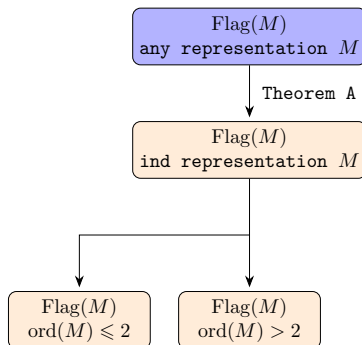 Flag(M)
any representation M
Theorem A
Flag(M)
ind representation M
Flag(M)
ord(M) ⩽ 2
Flag(M)
ord(M) > 2